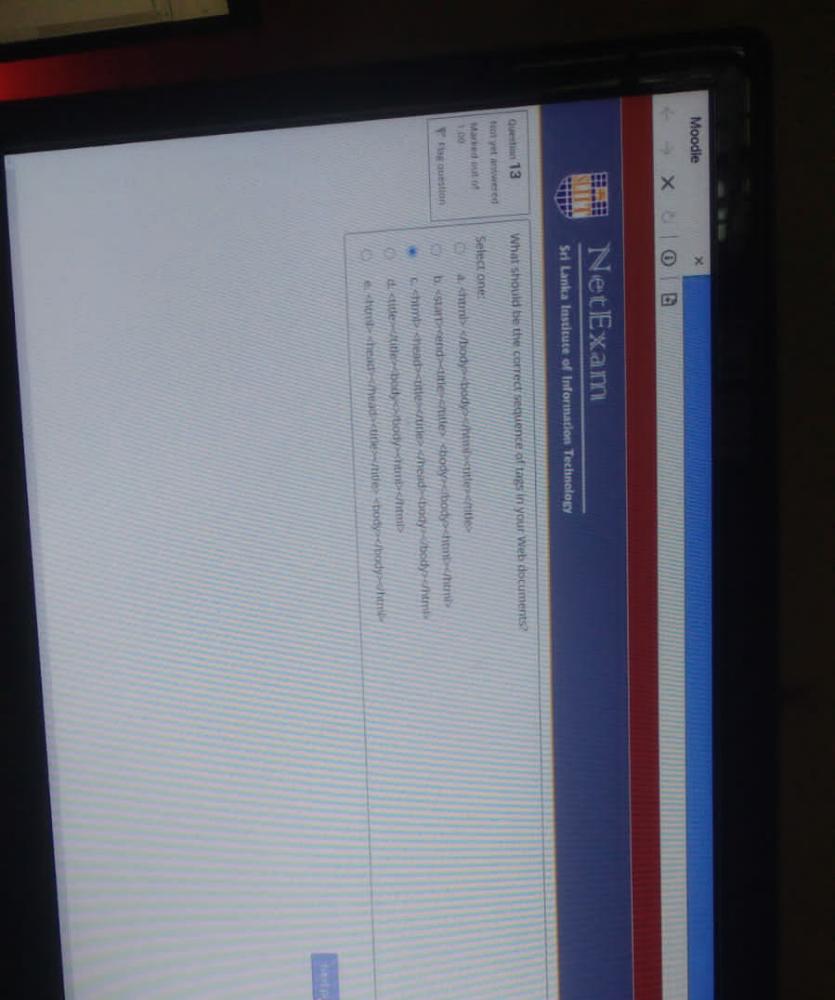 Moodle
NetExam
Sri Lanka Institute of Information Technology
Question 13
Not yet answered
Marked out of
1.00
Flag question
What should be the correct sequence of tags in your Web documents?
Select one:
a. <html> </body><body></html><title></title>
b. <start><end><title></title> <body></body><html></html>
c. <html> <head><title></title> </head><body></body></html>
d. <title></title><body></body><html></html>
e. <html> <head></head><title></title> <body></body></html>